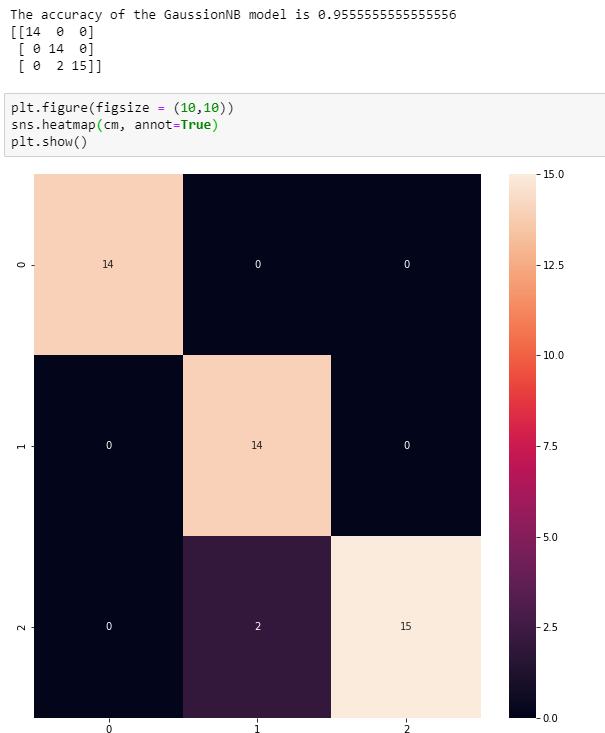 The accuracy of the GaussionNB model is 0.9555555555555556
[[14  0  0]
 [ 0 14  0]
 [ 0  2 15]]
plt.figure(figsize = (10,10))
sns.heatmap(cm, annot=True)
plt.show()
15.0
0 14 0 0
12.5
10.0
1 0 14 0
7.5
5.0
2 0 2 15
2.5
0.0
0 1 2